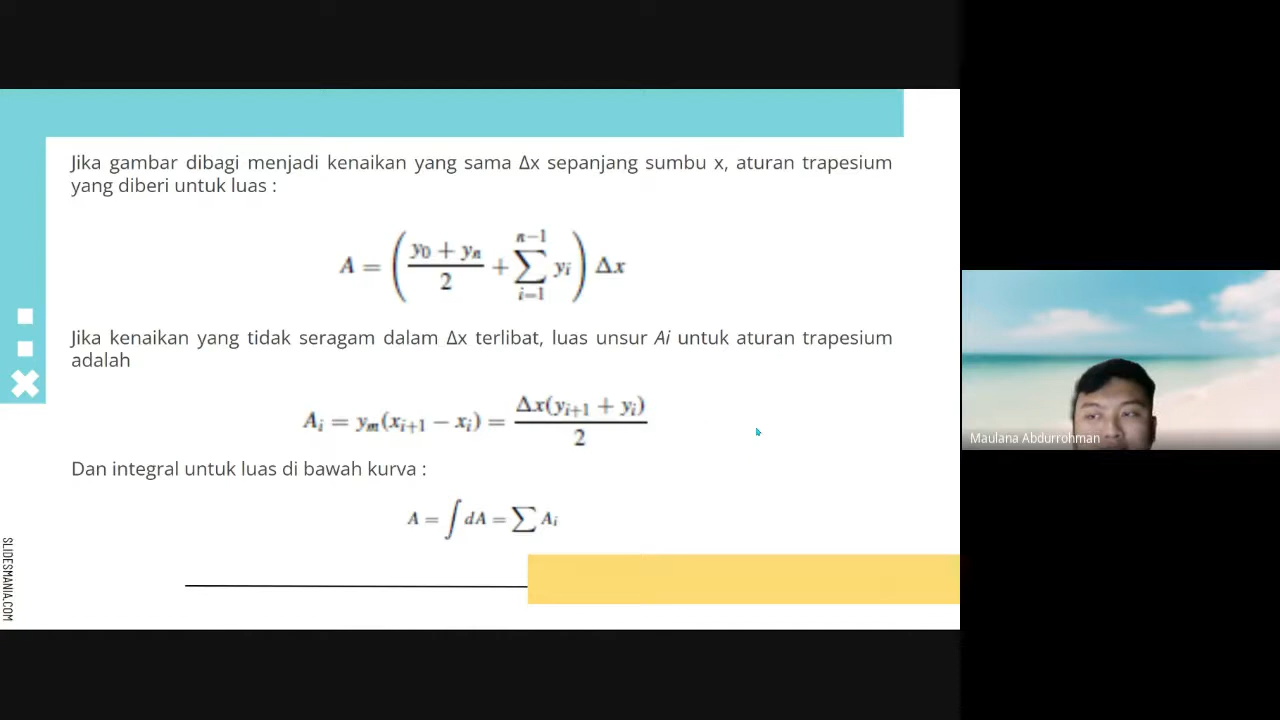 Jika gambar dibagi menjadi kenaikan yang sama Δx sepanjang sumbu x, aturan trapesium
yang diberi untuk luas :
A = ( (y₀ + yₙ)/2 + ∑_{i=1}^{n−1} yᵢ ) Δx
Jika kenaikan yang tidak seragam dalam Δx terlibat, luas unsur Ai untuk aturan trapesium
adalah
Aᵢ = yₘ(xᵢ₊₁ − xᵢ) = Δx(yᵢ₊₁ + yᵢ)/2
Dan integral untuk luas di bawah kurva :
A = ∫ dA = ∑ Aᵢ
SLIDESMANIA.COM
Maulana Abdurrohman